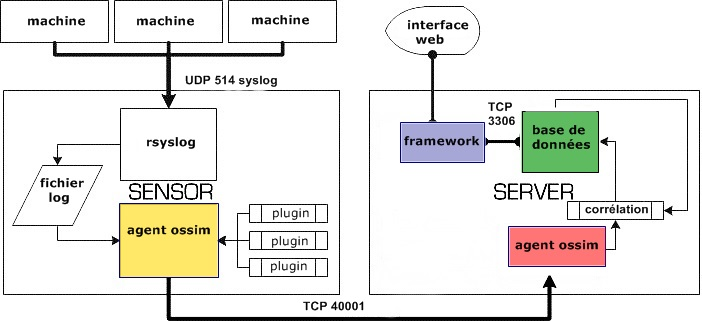 machine
machine
machine
interface
web
UDP 514 syslog
rsyslog
fichier
log
SENSOR
agent ossim
plugin
plugin
plugin
TCP
3306
framework
base de
données
SERVER
corrélation
agent ossim
TCP 40001